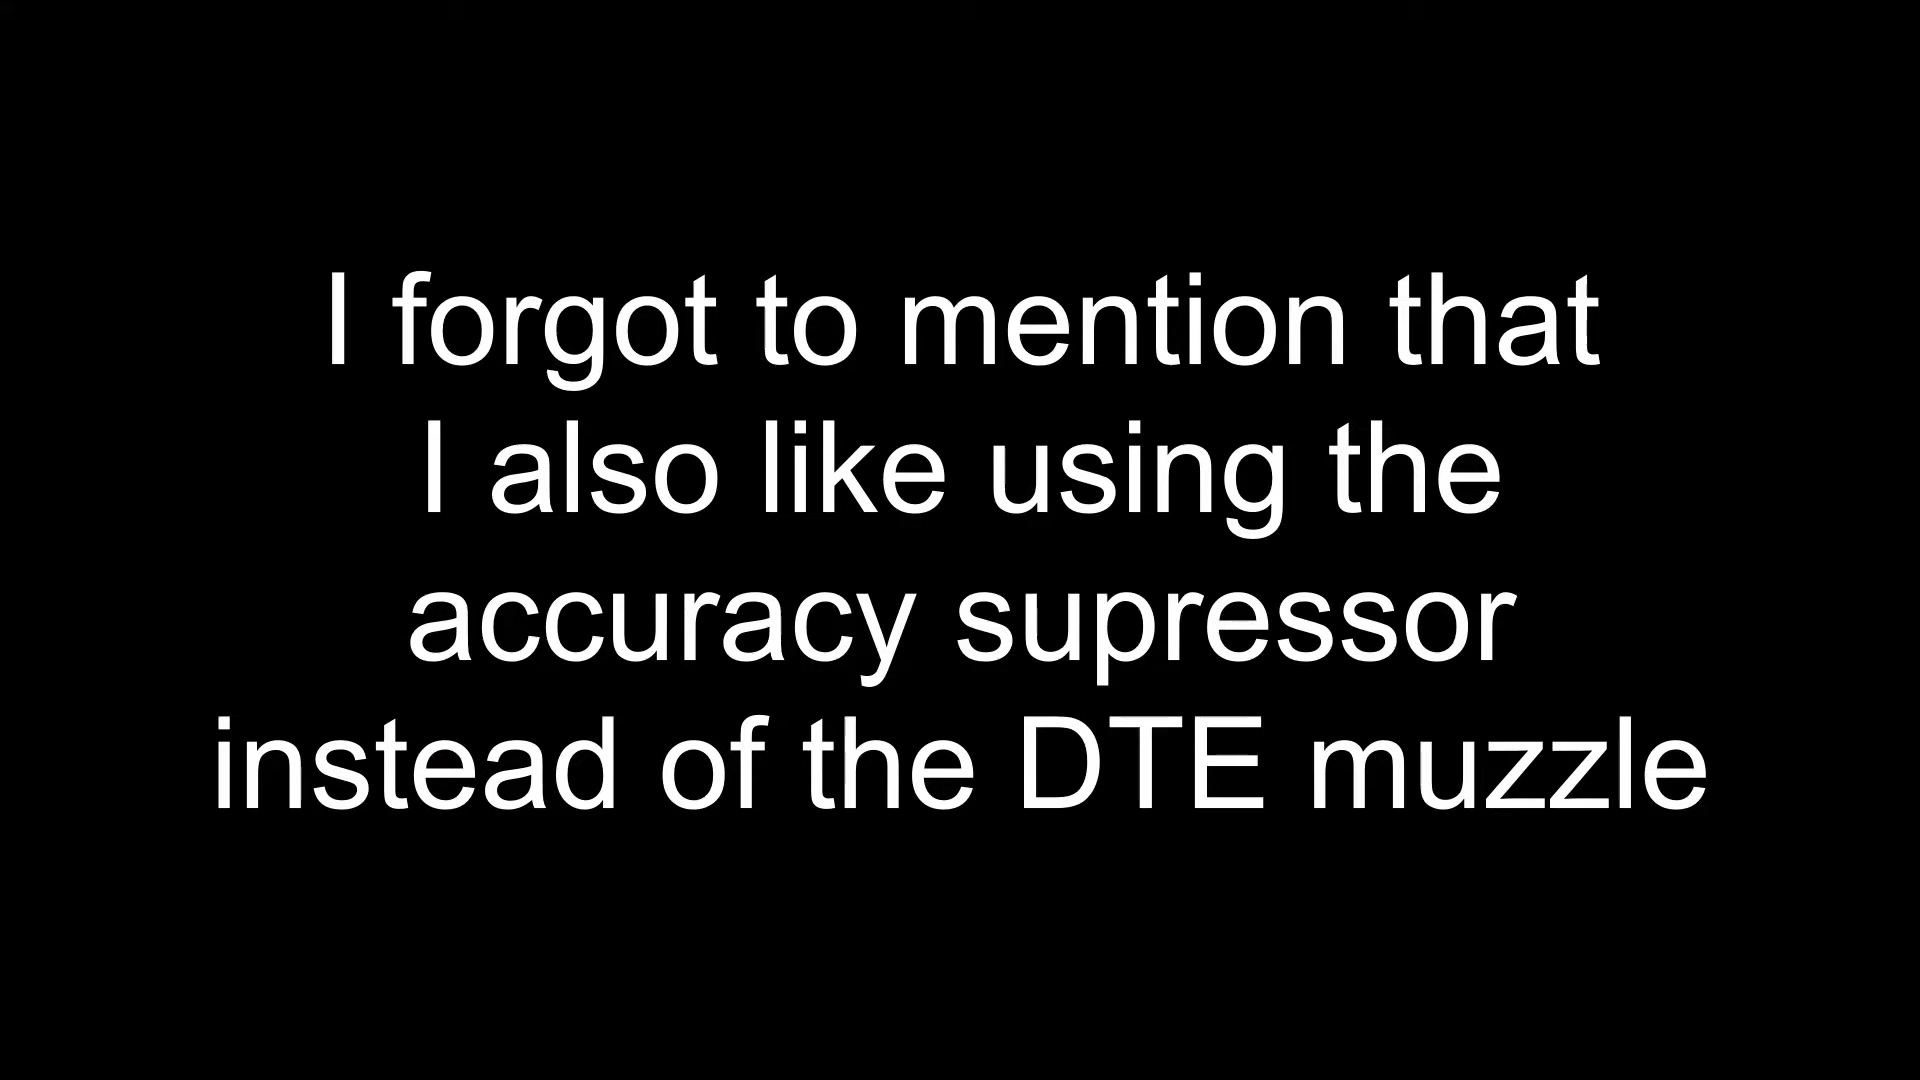 I forgot to mention that
I also like using the
accuracy supressor
instead of the DTE muzzle